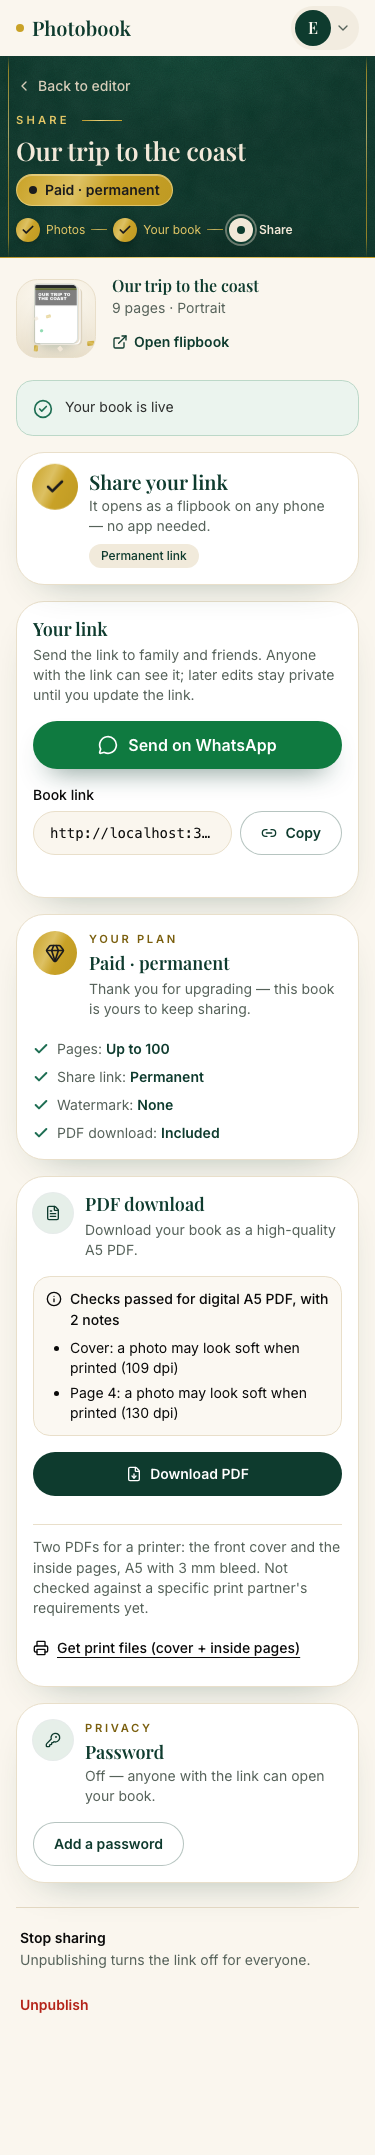 Photobook
E
Back to editor
SHARE
Our trip to the coast
Paid · permanent
Photos
Your book
Share
OUR TRIP TO
THE COAST
Our trip to the coast
9 pages · Portrait
Open flipbook
Your book is live
Share your link
It opens as a flipbook on any phone
— no app needed.
Permanent link
Your link
Send the link to family and friends. Anyone
with the link can see it; later edits stay private
until you update the link.
Send on WhatsApp
Book link
http://localhost:3…
Copy
YOUR PLAN
Paid · permanent
Thank you for upgrading — this book
is yours to keep sharing.
Pages: Up to 100
Share link: Permanent
Watermark: None
PDF download: Included
PDF download
Download your book as a high-quality
A5 PDF.
Checks passed for digital A5 PDF, with
2 notes
• Cover: a photo may look soft when
printed (109 dpi)
• Page 4: a photo may look soft when
printed (130 dpi)
Download PDF
Two PDFs for a printer: the front cover and the
inside pages, A5 with 3 mm bleed. Not
checked against a specific print partner's
requirements yet.
Get print files (cover + inside pages)
PRIVACY
Password
Off — anyone with the link can open
your book.
Add a password
Stop sharing
Unpublishing turns the link off for everyone.
Unpublish